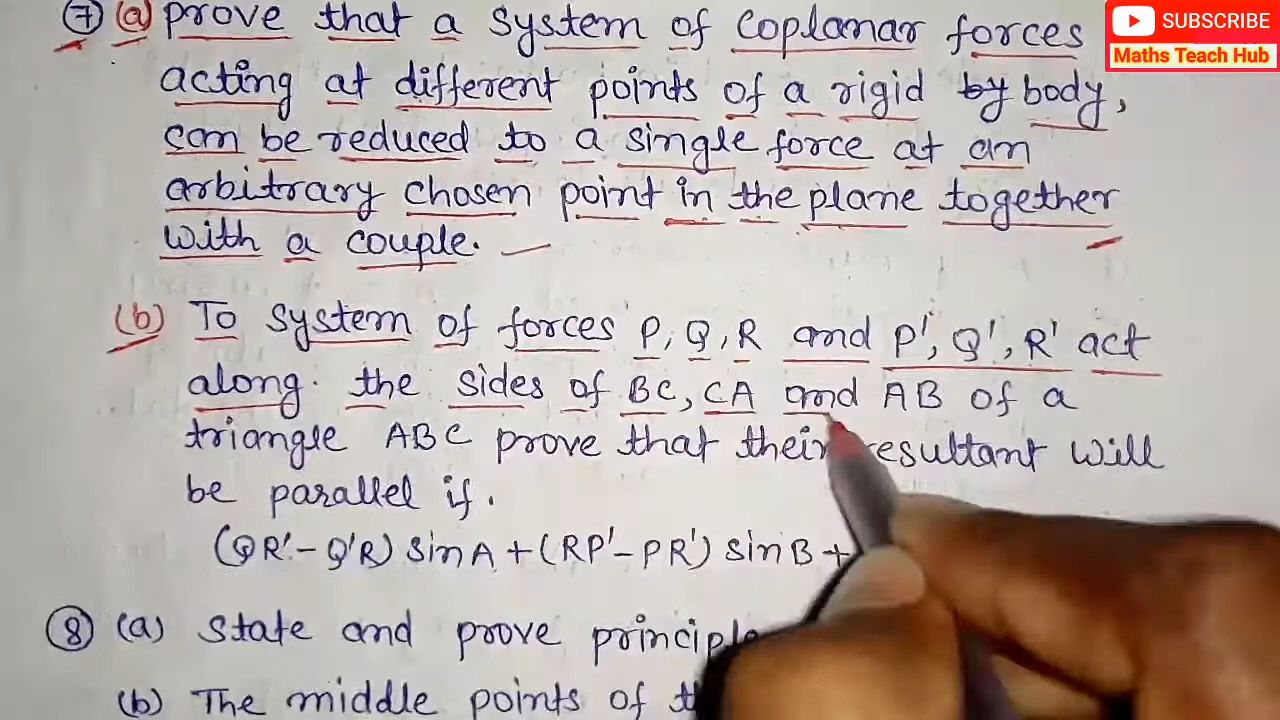 SUBSCRIBE
Maths Teach Hub
(7) (a) prove that a system of coplanar forces
acting at different points of a rigid by body,
can be reduced to a single force at an
arbitrary chosen point in the plane together
with a couple.
(b) To system of forces P, Q, R and P', Q', R' act
along. the sides of BC, CA and AB of a
triangle ABC prove that their resultant will
be parallel if.
(QR' - Q'R) sinA + (RP' - PR') sinB +
(8) (a) State and prove principle
(b) The middle points of